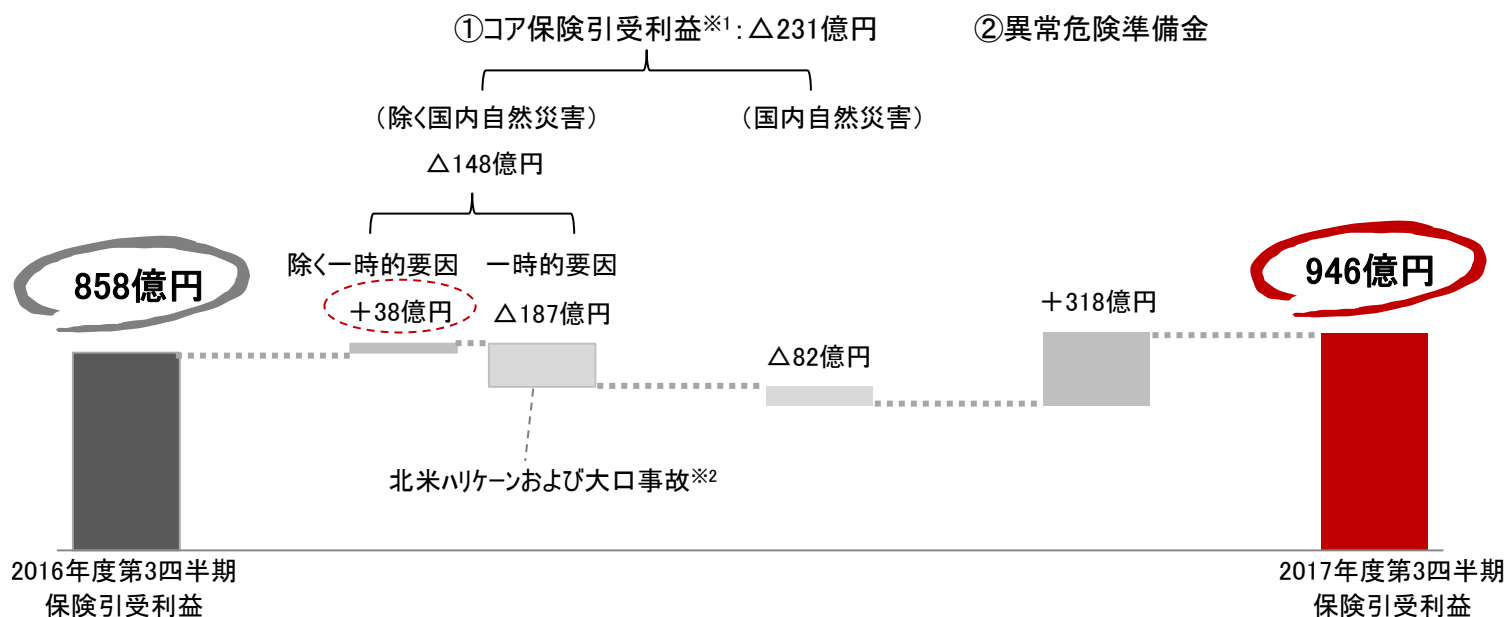 ①コア保険引受利益※1：△231億円
②異常危険準備金
（除く国内自然災害）
（国内自然災害）
△148億円
除く一時的要因
一時的要因
858億円
946億円
＋38億円
△187億円
＋318億円
△82億円
北米ハリケーンおよび大口事故※2
2016年度第3四半期
保険引受利益
2017年度第3四半期
保険引受利益